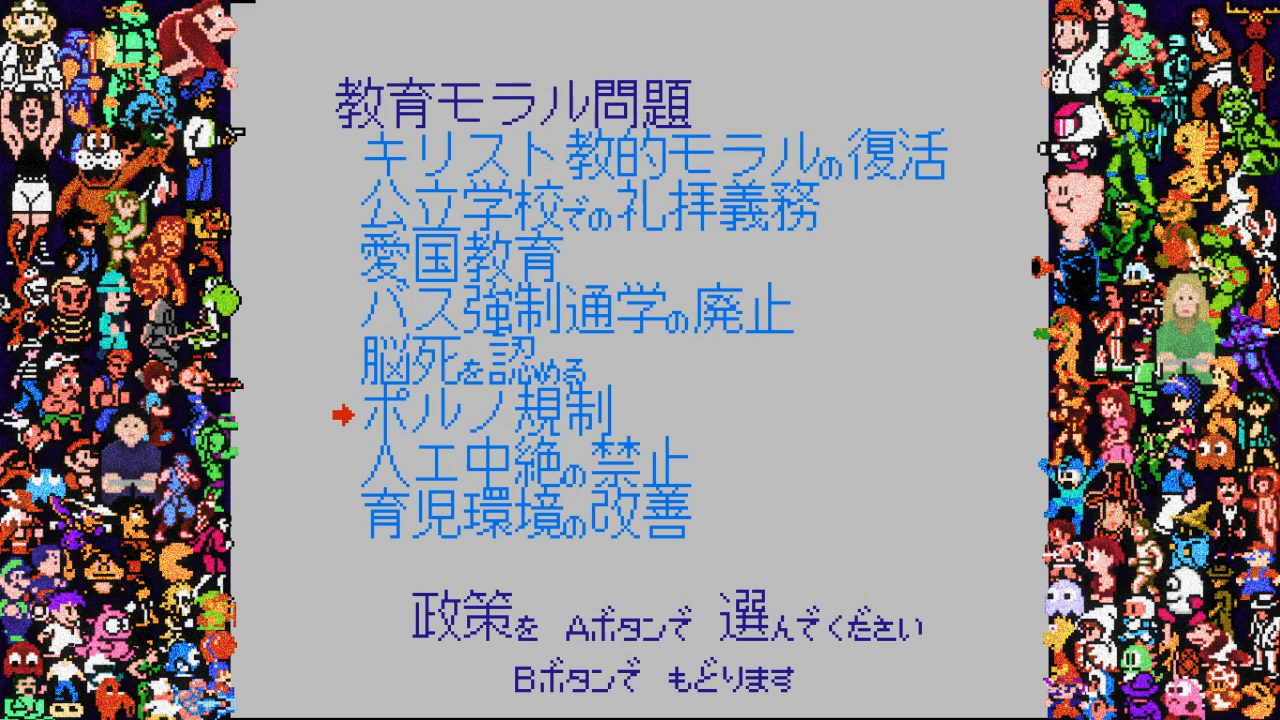 教育モラル問題
キリスト教的モラルの復活
公立学校での礼拝義務
愛国教育
バス強制通学の廃止
脳死を認める
ポルノ規制
人工中絶の禁止
育児環境の改善
政策を Aボタンで 選んでください
Bボタンで もどります